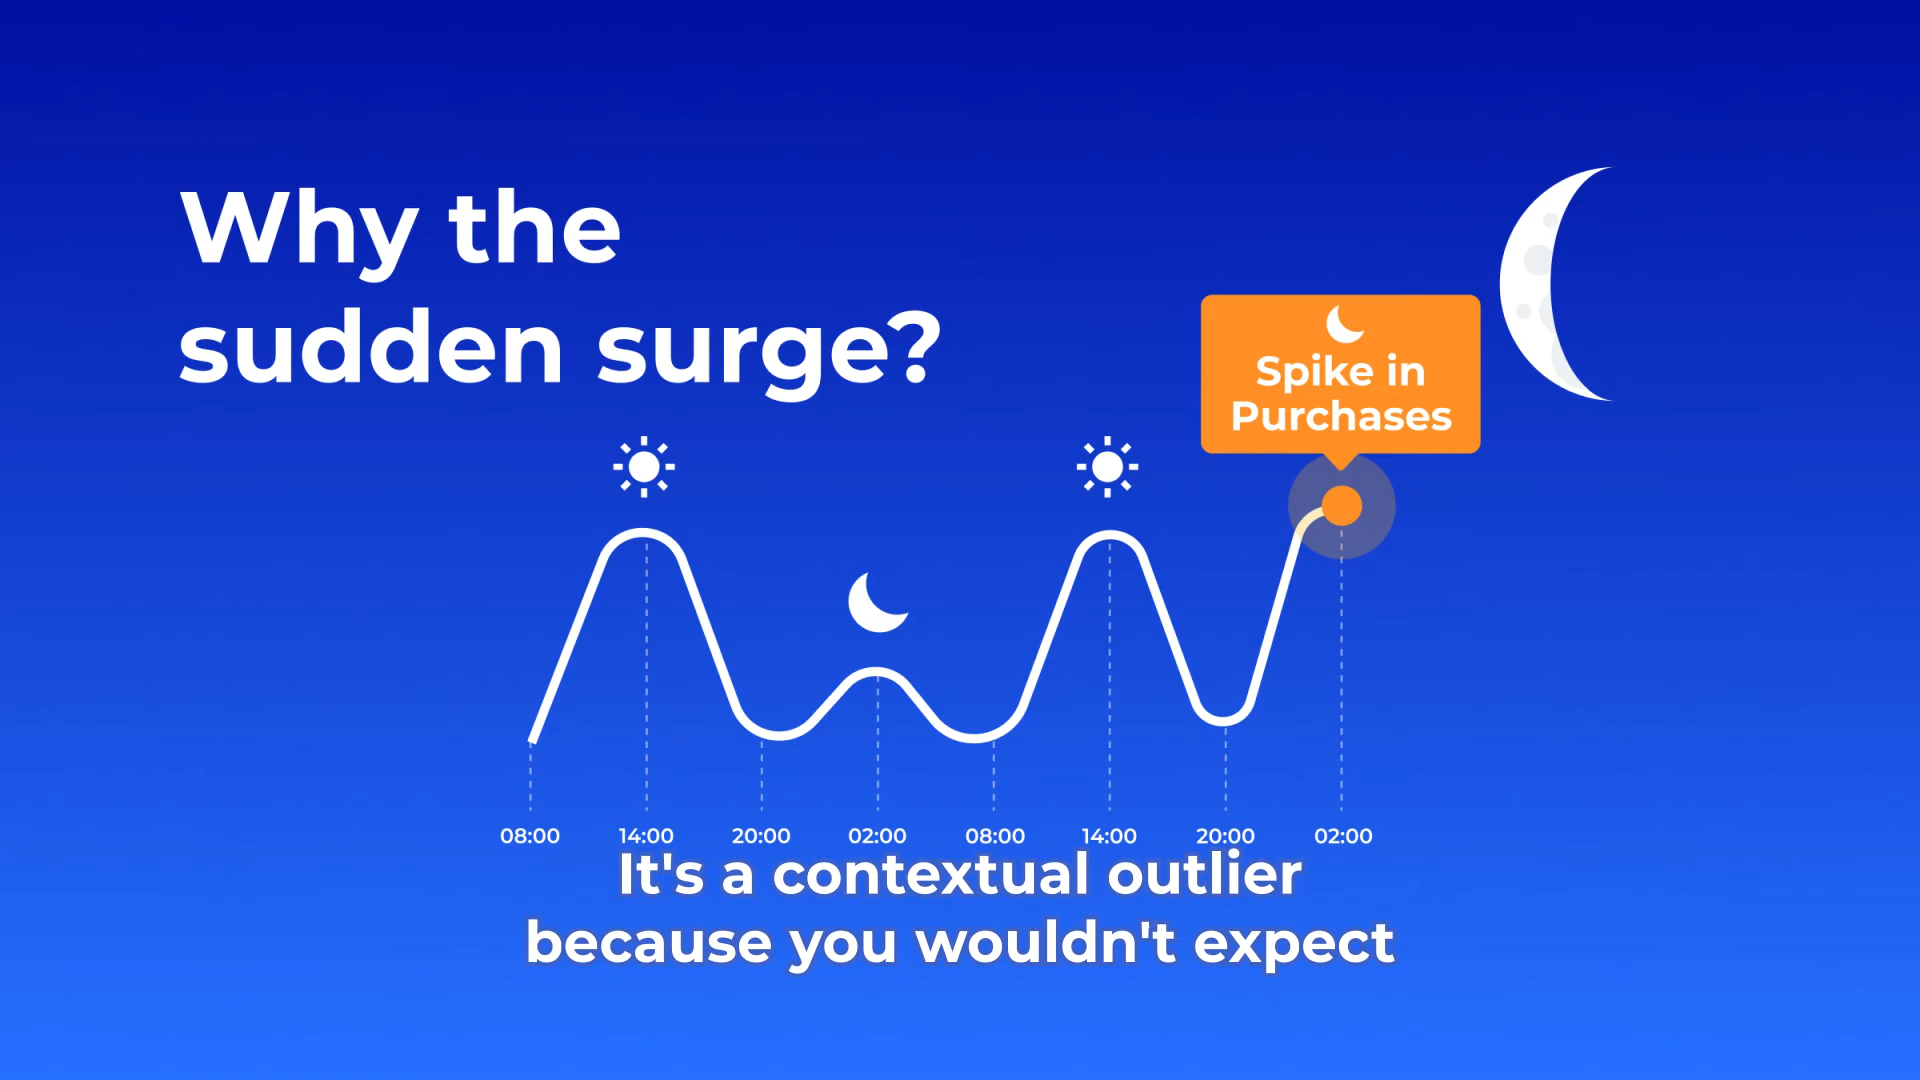 Why the
sudden surge?
Spike in
Purchases
08:00 14:00 20:00 02:00 08:00 14:00 20:00 02:00
It's a contextual outlier
because you wouldn't expect